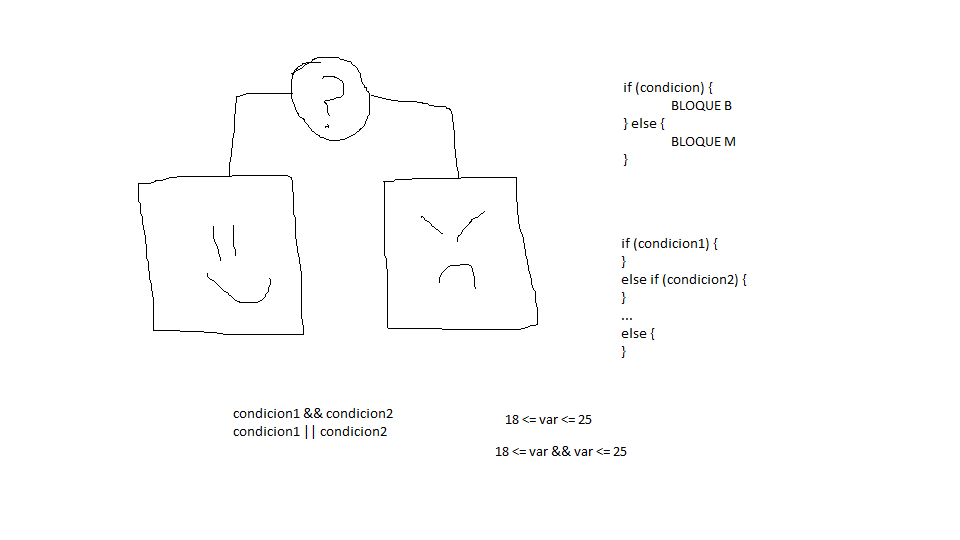 ?
if (condicion) {
BLOQUE B
} else {
BLOQUE M
}
if (condicion1) {
}
else if (condicion2) {
}
...
else {
}
condicion1 && condicion2
condicion1 || condicion2
18 <= var <= 25
18 <= var && var <= 25